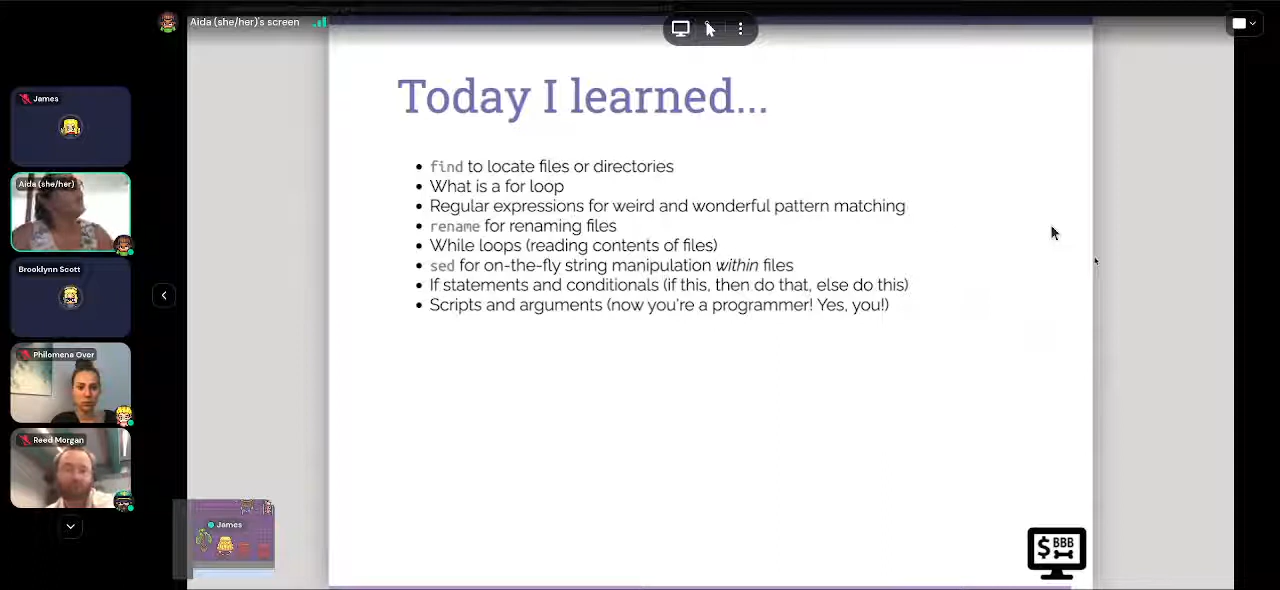 Aida (she/her)'s screen
James
Aida (she/her)
Brooklynn Scott
Philomena Over
Reed Morgan
Today I learned...
find to locate files or directories
What is a for loop
Regular expressions for weird and wonderful pattern matching
rename for renaming files
While loops (reading contents of files)
sed for on-the-fly string manipulation within files
If statements and conditionals (if this, then do that, else do this)
Scripts and arguments (now you're a programmer! Yes, you!)
James
$ BBB